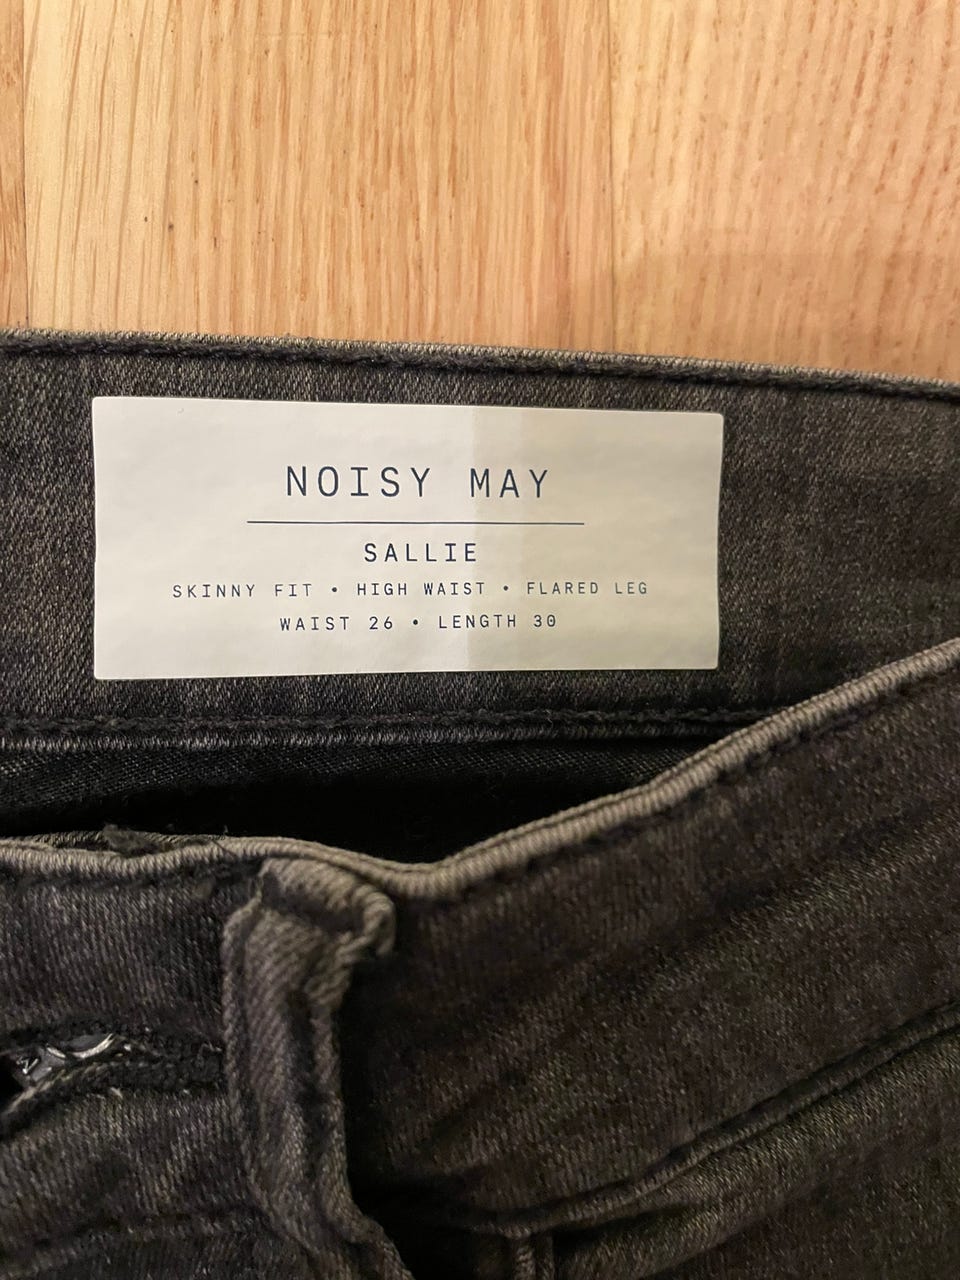 NOISY MAY
SALLIE
SKINNY FIT • HIGH WAIST • FLARED LEG
WAIST 26 • LENGTH 30